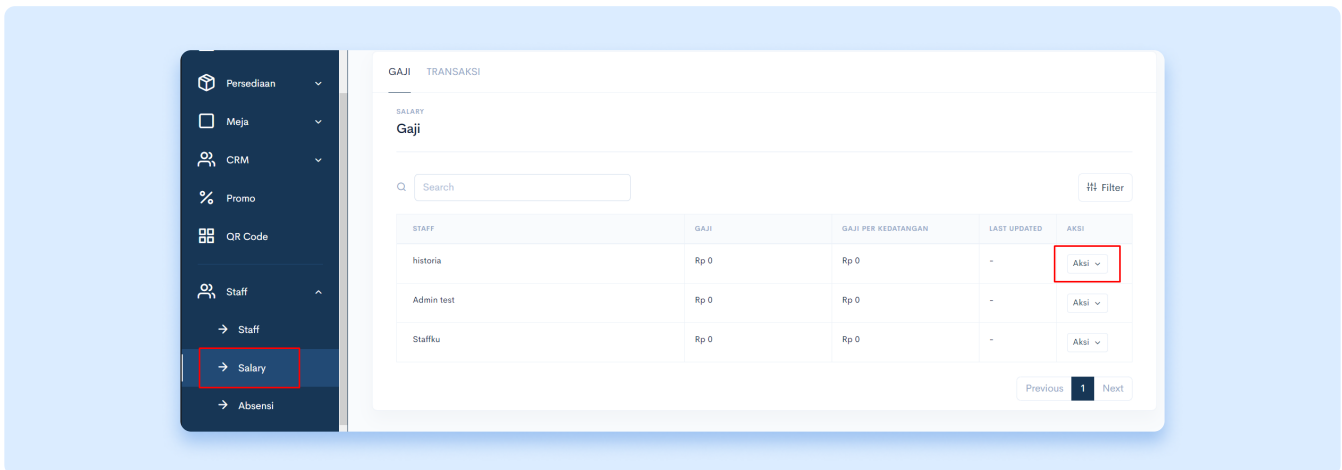 Persediaan
Meja
CRM
Promo
QR Code
Staff
Staff
Salary
Absensi
GAJI TRANSAKSI
SALARY
Gaji
Search
Filter
STAFF GAJI GAJI PER KEDATANGAN LAST UPDATED AKSI
historia Rp 0 Rp 0 - Aksi
Admin test Rp 0 Rp 0 - Aksi
Staffku Rp 0 Rp 0 - Aksi
Previous 1 Next